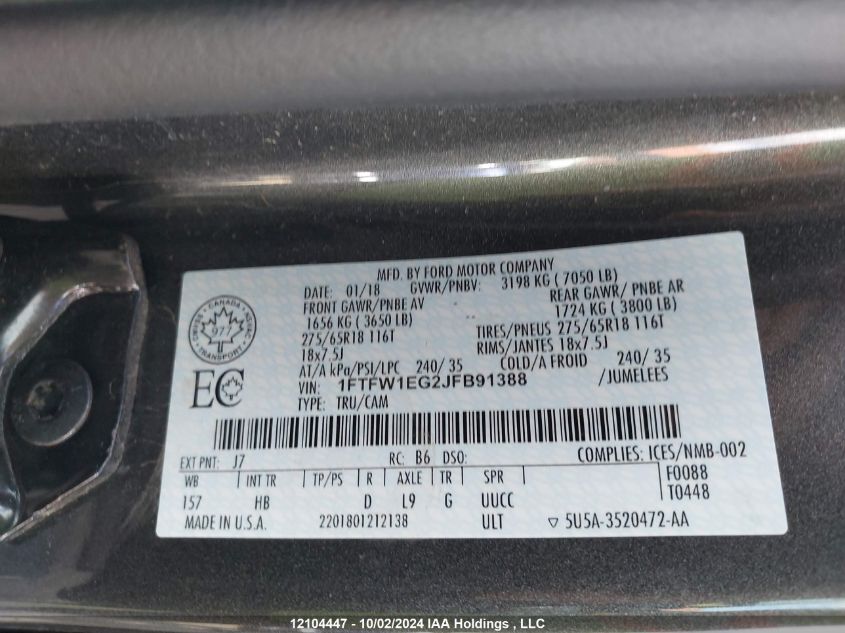 MFD. BY FORD MOTOR COMPANY
DATE: 01/18 GVWR/PNBV: 3198 KG ( 7050 LB)
FRONT GAWR/PNBE AV REAR GAWR/ PNBE AR
1656 KG ( 3650 LB) 1724 KG ( 3800 LB)
275/65R18 116T TIRES/PNEUS 275/65R18 116T
18x7.5J RIMS/JANTES 18x7.5J
AT/A kPa/PSI/LPC 240/ 35 COLD/A FROID 240/ 35
VIN: 1FTFW1EG2JFB91388 /JUMELEES
TYPE: TRU/CAM
CANADA
977
TRANSPORT
EC
EXT PNT: J7 RC: B6 DSO: COMPLIES: ICES/NMB-002
WB INT TR TP/PS R AXLE TR SPR F0088
157 HB D L9 G UUCC T0448
MADE IN U.S.A. 2201801212138 ULT ▽ 5U5A-3520472-AA
12104447 - 10/02/2024 IAA Holdings , LLC